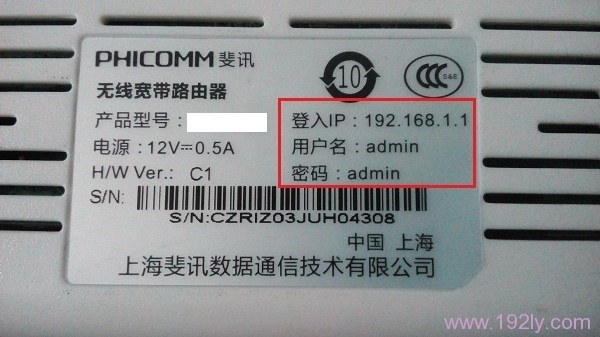 PHICOMM 斐讯
10
CCC S&E
无线宽带路由器
产品型号:
登入IP : 192.168.1.1
电源 : 12V⎓0.5A
用户名 : admin
H/W Ver.: C1
密码 : admin
S/N:
S/N:CZRIZ03JUH04308
中国 上海
上海斐讯数据通信技术有限公司
www.192ly.com